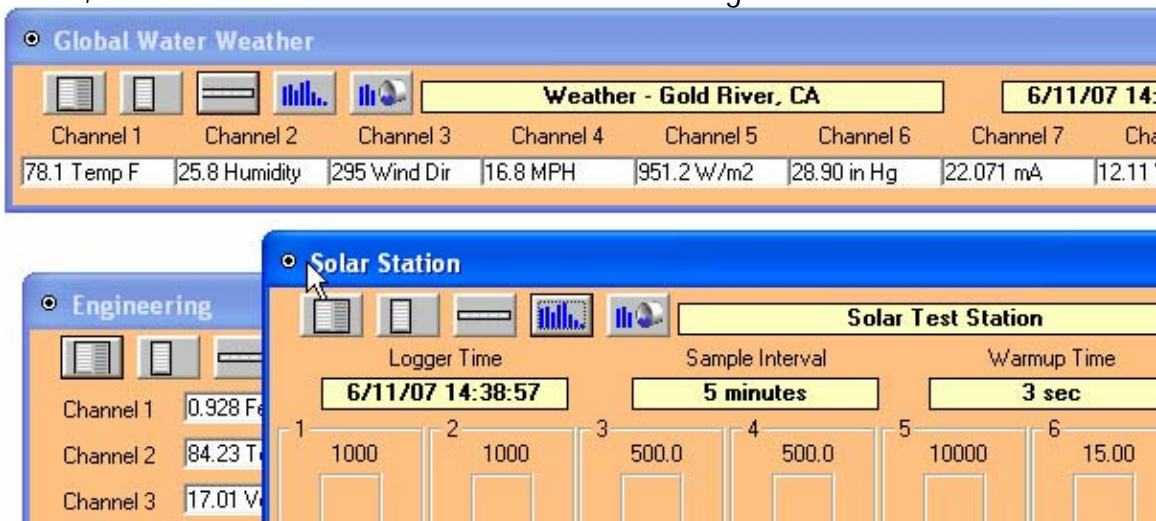 Global Water Weather
Weather - Gold River, CA 6/11/07 14:
Channel 1 Channel 2 Channel 3 Channel 4 Channel 5 Channel 6 Channel 7
78.1 Temp F 25.8 Humidity 295 Wind Dir 16.8 MPH 951.2 W/m2 28.90 in Hg 22.071 mA 12.11
Solar Station
Solar Test Station
Logger Time Sample Interval Warmup Time
6/11/07 14:38:57 5 minutes 3 sec
1 2 3 4 5 6
1000 1000 500.0 500.0 10000 15.00
Engineering
Channel 1 0.928
Channel 2 84.23
Channel 3 17.01